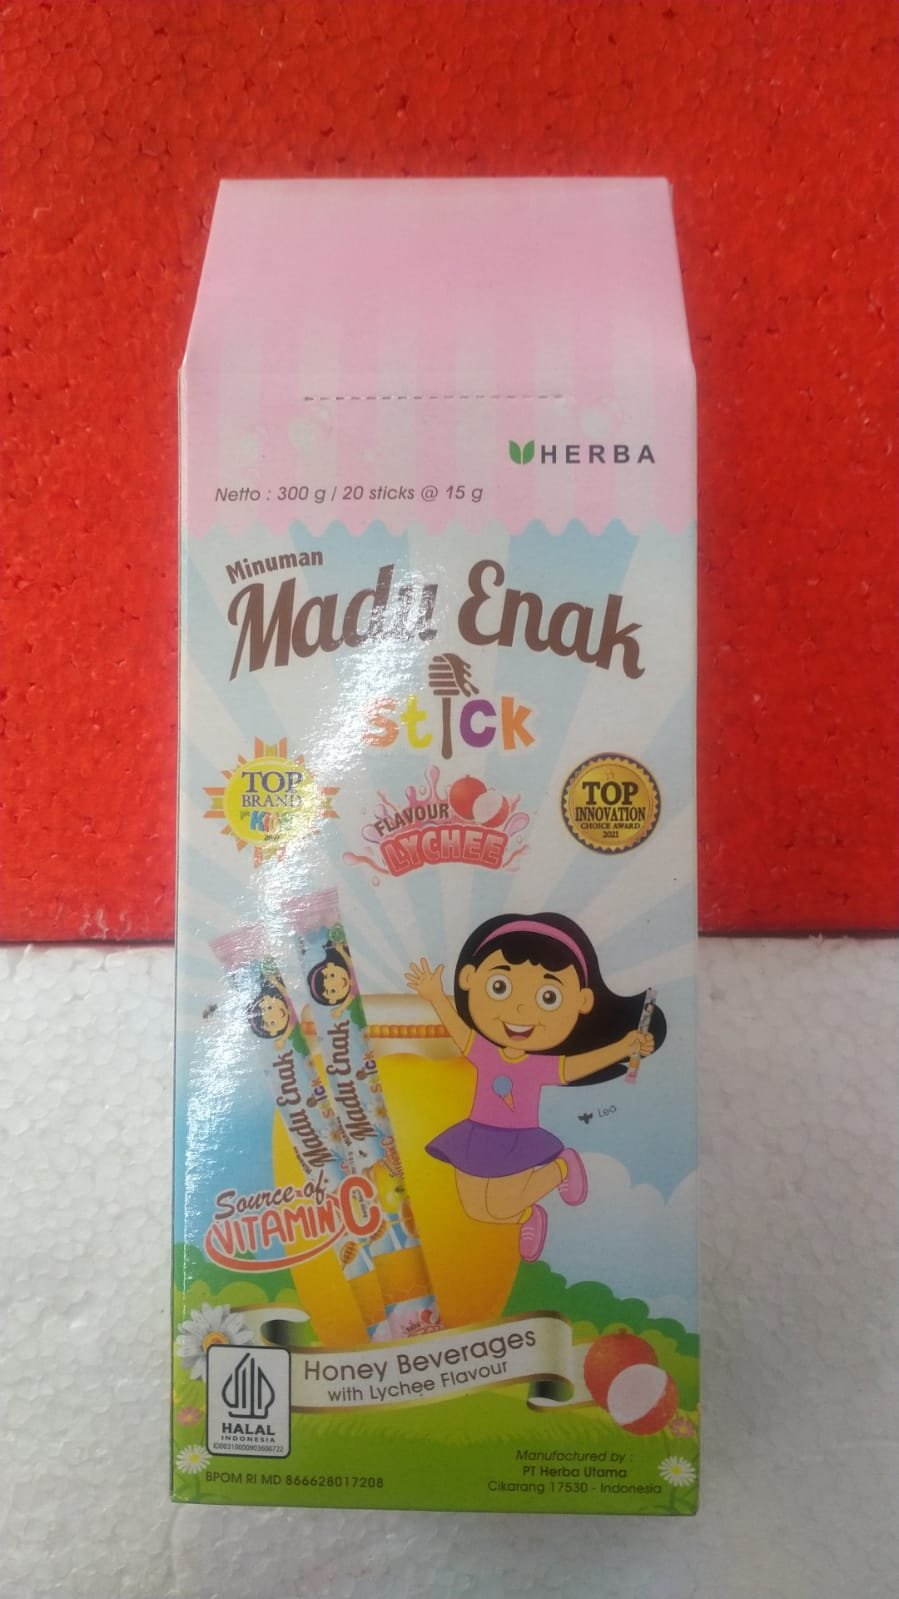 HERBA
Netto : 300 g / 20 sticks @ 15 g
Minuman
Madu Enak
stick
TOP
BRAND
for KIDS
FLAVOUR
LYCHEE
TOP
INNOVATION
CHOICE AWARD
2021
Madu Enak
stick
Madu Enak
stick
Leo
Source of
VITAMIN C
Honey Beverages
with Lychee Flavour
HALAL
INDONESIA
ID00310000903600722
BPOM RI MD 866628017208
Manufactured by :
PT Herba Utama
Cikarang 17530 - Indonesia